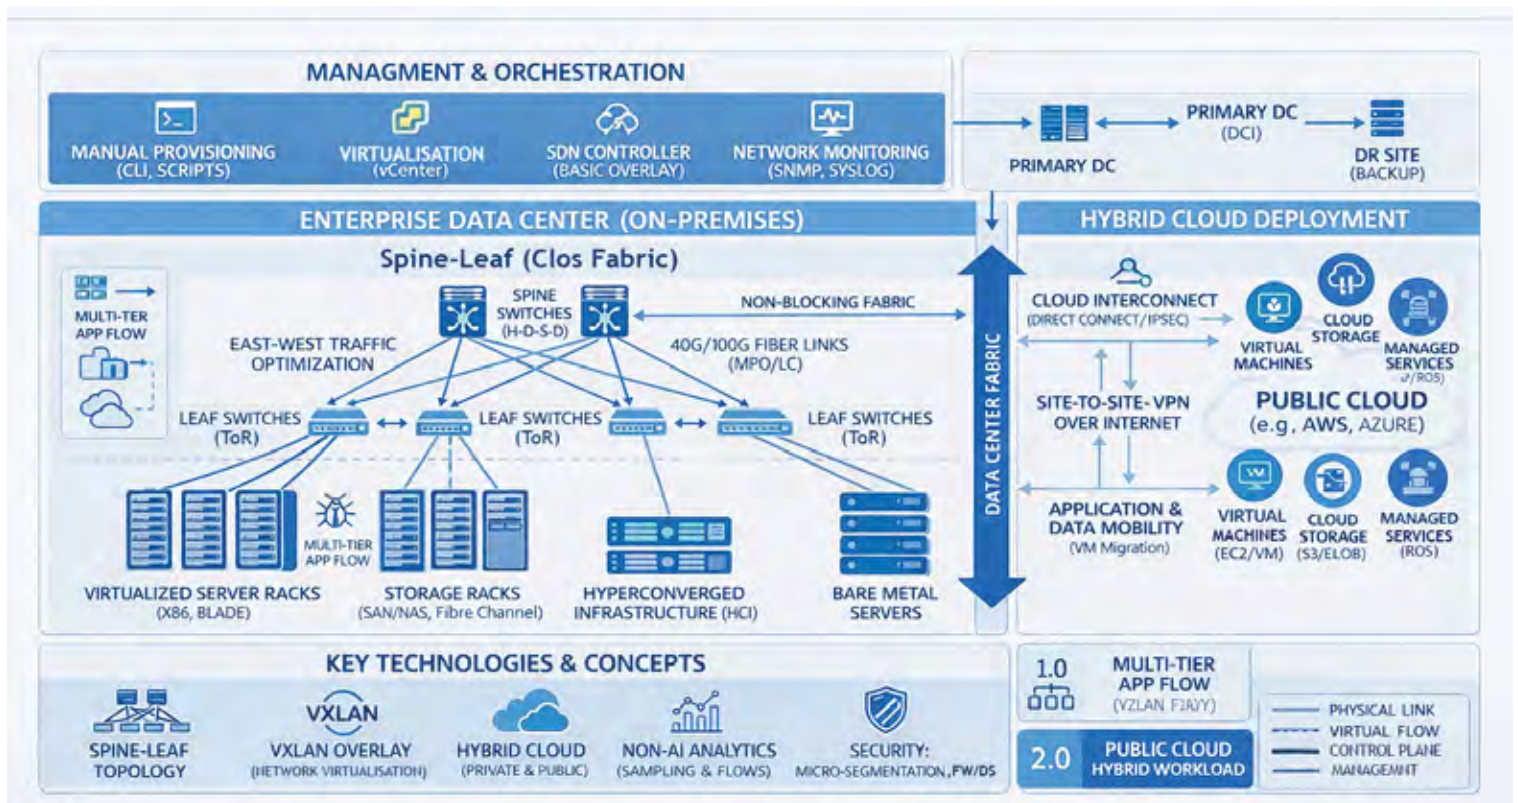 MANAGMENT & ORCHESTRATION
MANUAL PROVISIONING
(CLI, SCRIPTS)
VIRTUALISATION
(vCenter)
SDN CONTROLLER
(BASIC OVERLAY)
NETWORK MONITORING
(SNMP, SYSLOG)
PRIMARY DC
PRIMARY DC
(DCI)
DR SITE
(BACKUP)
ENTERPRISE DATA CENTER (ON-PREMISES)
Spine-Leaf (Clos Fabric)
MULTI-TER
APP FLOW
SPINE
SWITCHES
(H-D-S-D)
NON-BLOCKING FABRIC
EAST-WEST TRAFFIC
OPTIMIZATION
40G/100G FIBER LINKS
(MPO/LC)
LEAF SWITCHES
(ToR)
LEAF SWITCHES
(ToR)
LEAF SWITCHES
(ToR)
MULTI-TIER
APP FLOW
VIRTUALIZED SERVER RACKS
(X86, BLADE)
STORAGE RACKS
(SAN/NAS, Fibre Channel)
HYPERCONVERGED
INFRASTRUCTURE (HCI)
BARE METAL
SERVERS
DATA CENTER FABRIC
HYBRID CLOUD DEPLOYMENT
CLOUD INTERCONNECT
(DIRECT CONNECT/IPSEC)
VIRTUAL
MACHINES
CLOUD
STORAGE
MANAGED
SERVICES
SITE-TO-SITE-VPN
OVER INTERNET
PUBLIC CLOUD
(e.g, AWS, AZURE)
APPLICATION &
DATA MOBILITY
(VM Migration)
VIRTUAL
MACHINES
(EC2/VM)
CLOUD
STORAGE
(S3/ELOB)
MANAGED
SERVICES
(ROS)
KEY TECHNOLOGIES & CONCEPTS
SPINE-LEAF
TOPOLOGY
VXLAN
VXLAN OVERLAY
(NETWORK VIRTUALISATION)
HYBRID CLOUD
(PRIVATE & PUBLIC)
NON-AI ANALYTICS
(SAMPLING & FLOWS)
SECURITY:
MICRO-SEGMENTATION, FW/DS
1.0
MULTI-TIER
APP FLOW
2.0
PUBLIC CLOUD
HYBRID WORKLOAD
PHYSICAL LINK
VIRTUAL FLOW
CONTROL PLANE
MANAGEMNT